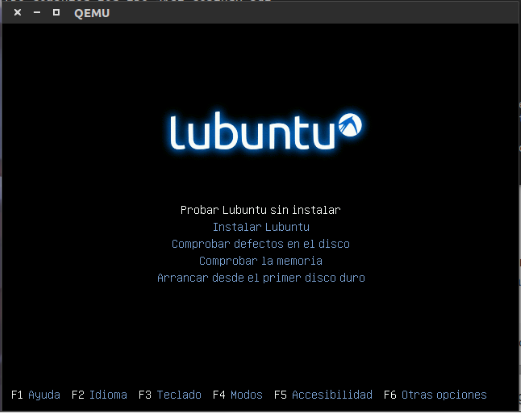 QEMU
lubuntu
Probar Lubuntu sin instalar
Instalar Lubuntu
Comprobar defectos en el disco
Comprobar la memoria
Arrancar desde el primer disco duro
F1 Ayuda F2 Idioma F3 Teclado F4 Modos F5 Accesibilidad F6 Otras opciones